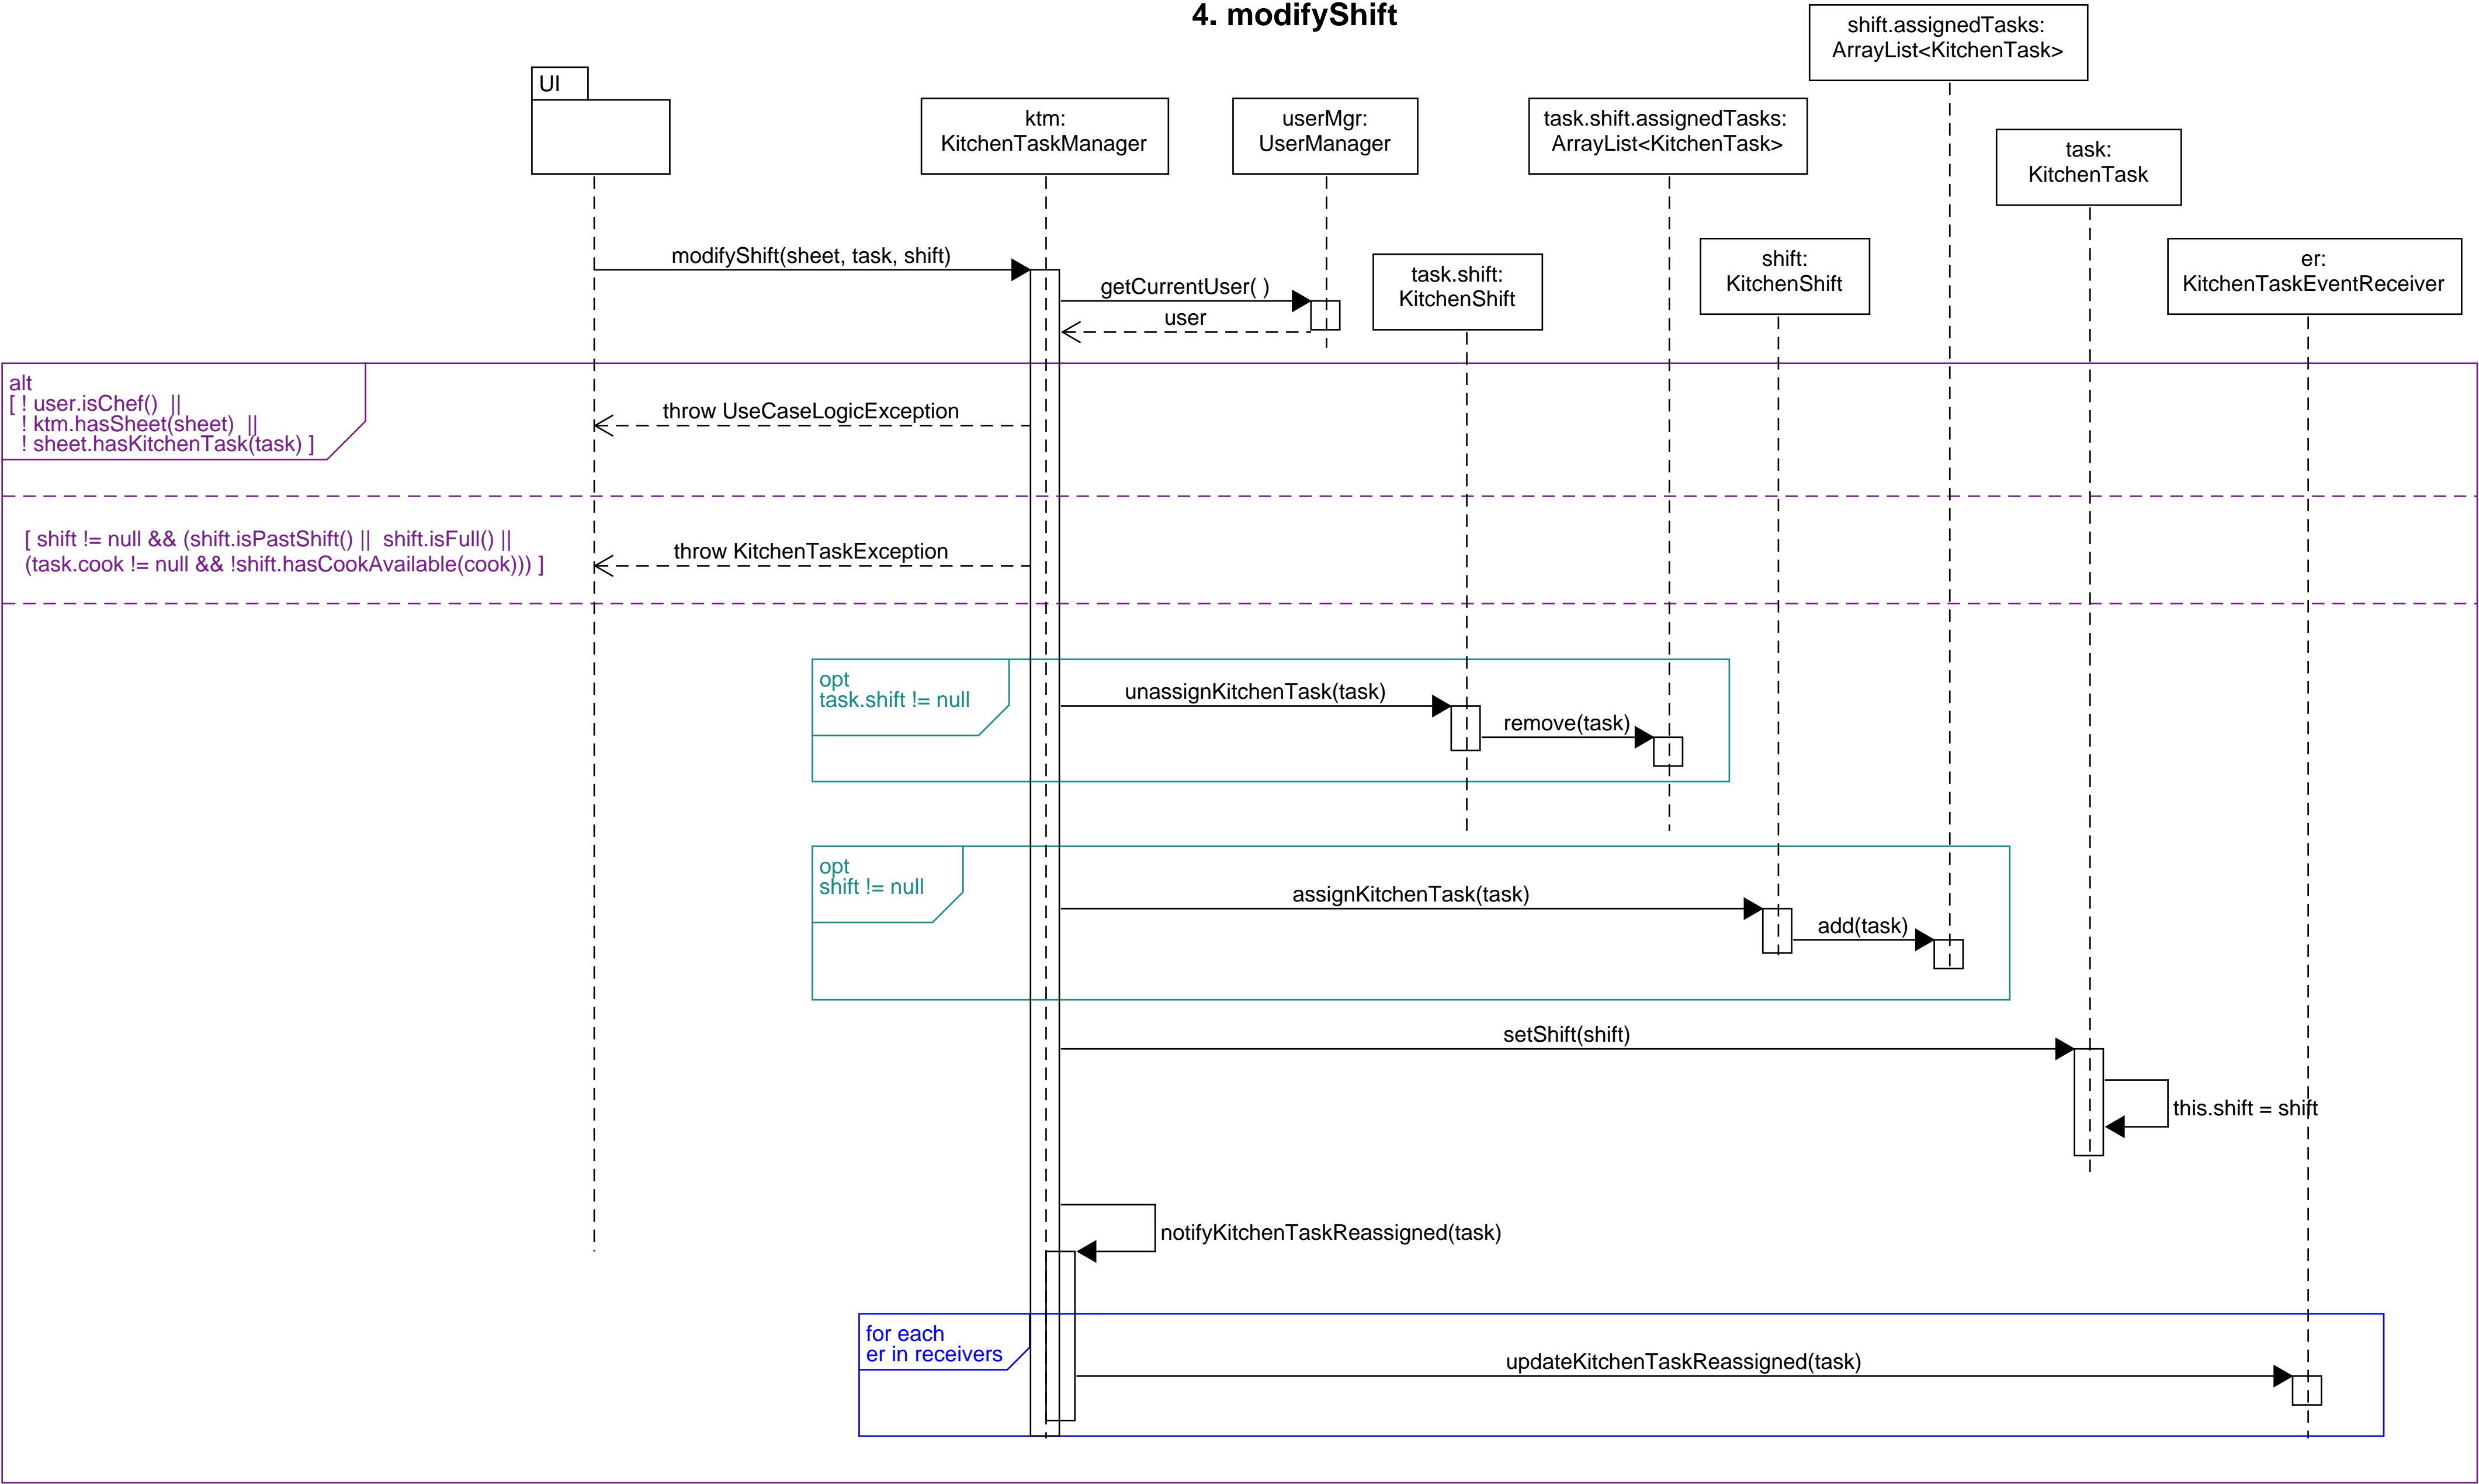 4. modifyShift
shift.assignedTasks:
ArrayList<KitchenTask>
UI
ktm:
KitchenTaskManager
userMgr:
UserManager
task.shift.assignedTasks:
ArrayList<KitchenTask>
task:
KitchenTask
modifyShift(sheet, task, shift)
getCurrentUser( )
user
task.shift:
KitchenShift
shift:
KitchenShift
er:
KitchenTaskEventReceiver
alt
[ ! user.isChef()  ||
! ktm.hasSheet(sheet)  ||
! sheet.hasKitchenTask(task) ]
throw UseCaseLogicException
[ shift != null && (shift.isPastShift() ||  shift.isFull() ||
(task.cook != null && !shift.hasCookAvailable(cook))) ]
throw KitchenTaskException
opt
task.shift != null
unassignKitchenTask(task)
remove(task)
opt
shift != null
assignKitchenTask(task)
add(task)
setShift(shift)
this.shift = shift
notifyKitchenTaskReassigned(task)
for each
er in receivers
updateKitchenTaskReassigned(task)